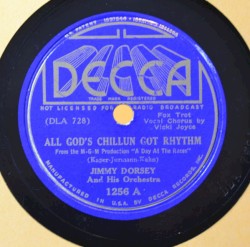 DECCA
TRADE MARK REGISTERED
NOT LICENSED FOR RADIO BROADCAST
(DLA 728)
Fox Trot
Vocal Chorus by
Vicki Joyce
ALL GOD'S CHILLUN GOT RHYTHM
From the M-G-M Production "A Day At the Races"
(Kaper-Jurmann-Kahn)
JIMMY DORSEY
And His Orchestra
1256 A
MANUFACTURED IN U.S.A. BY DECCA RECORDS, INC.